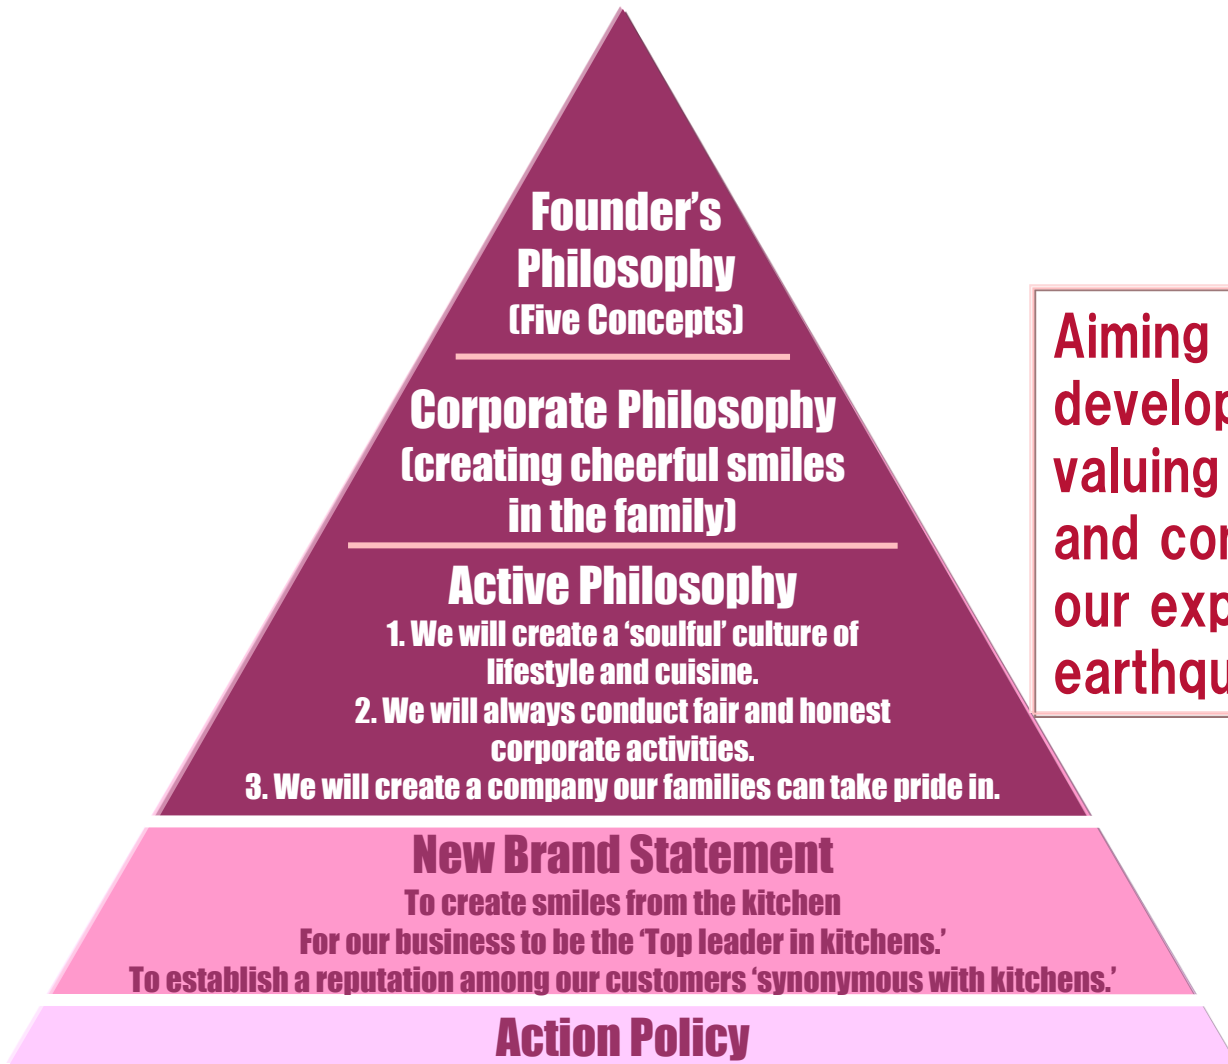 Founder's
Philosophy
(Five Concepts)
Corporate Philosophy
(creating cheerful smiles
in the family)
Active Philosophy
1. We will create a ‘soulful’ culture of
lifestyle and cuisine.
2. We will always conduct fair and honest
corporate activities.
3. We will create a company our families can take pride in.
New Brand Statement
To create smiles from the kitchen
For our business to be the ‘Top leader in kitchens.’
To establish a reputation among our customers ‘synonymous with kitchens.’
Action Policy
Aiming
valuing
and
our